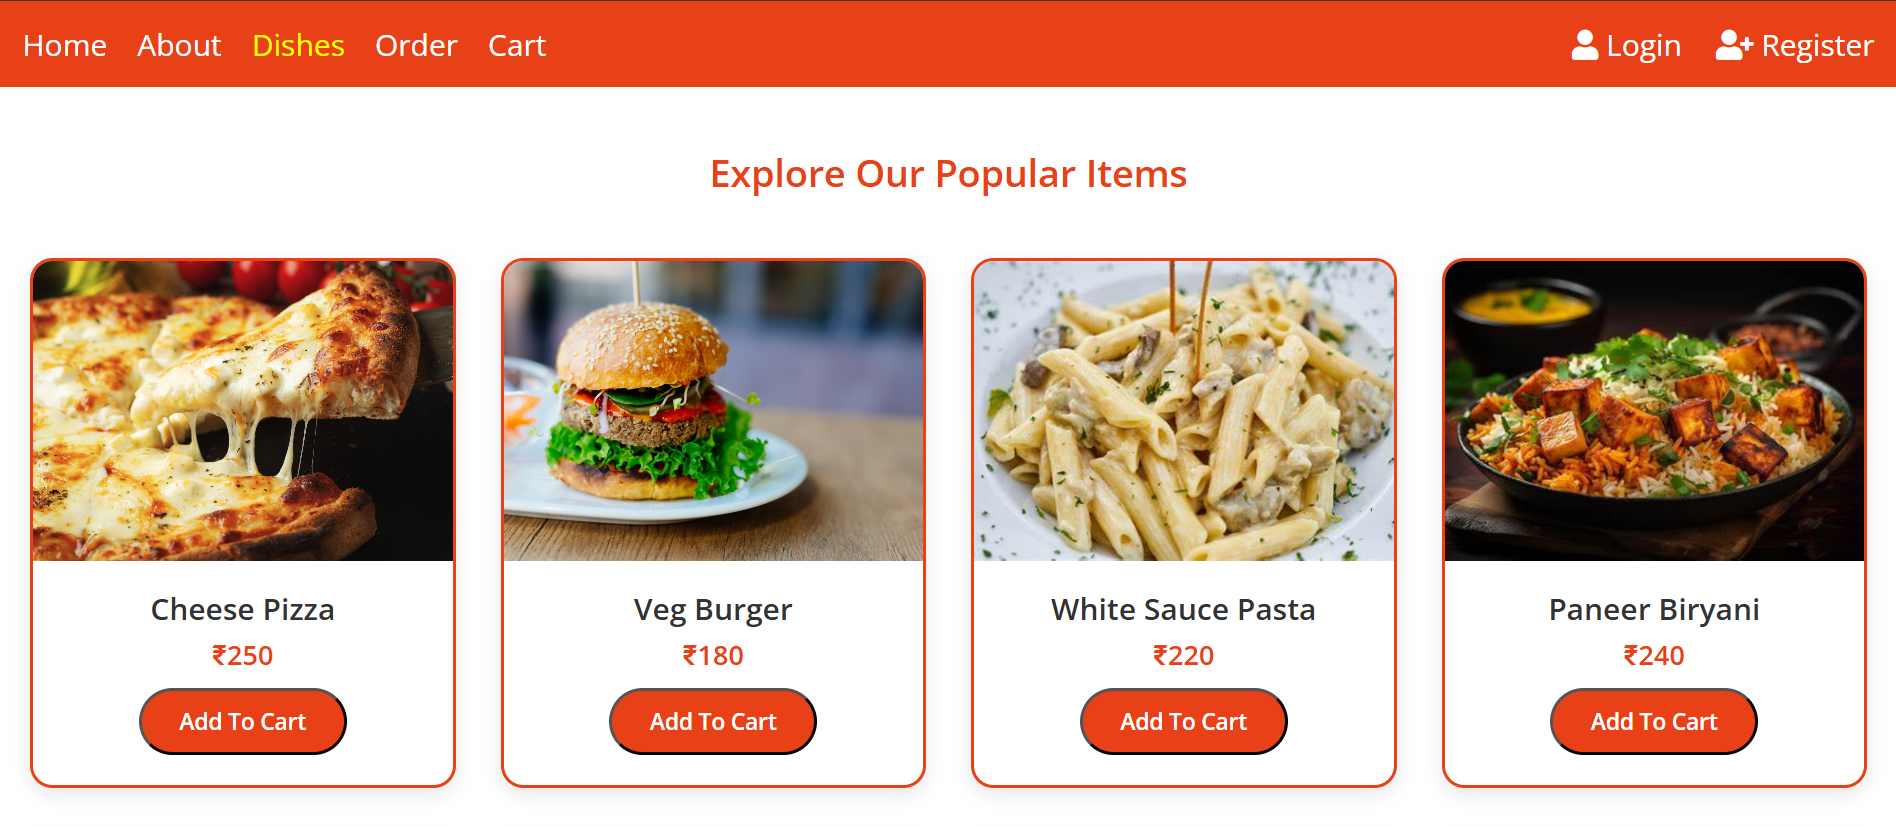 Home About Dishes Order Cart Login Register
Explore Our Popular Items
Cheese Pizza
₹250
Add To Cart
Veg Burger
₹180
Add To Cart
White Sauce Pasta
₹220
Add To Cart
Paneer Biryani
₹240
Add To Cart